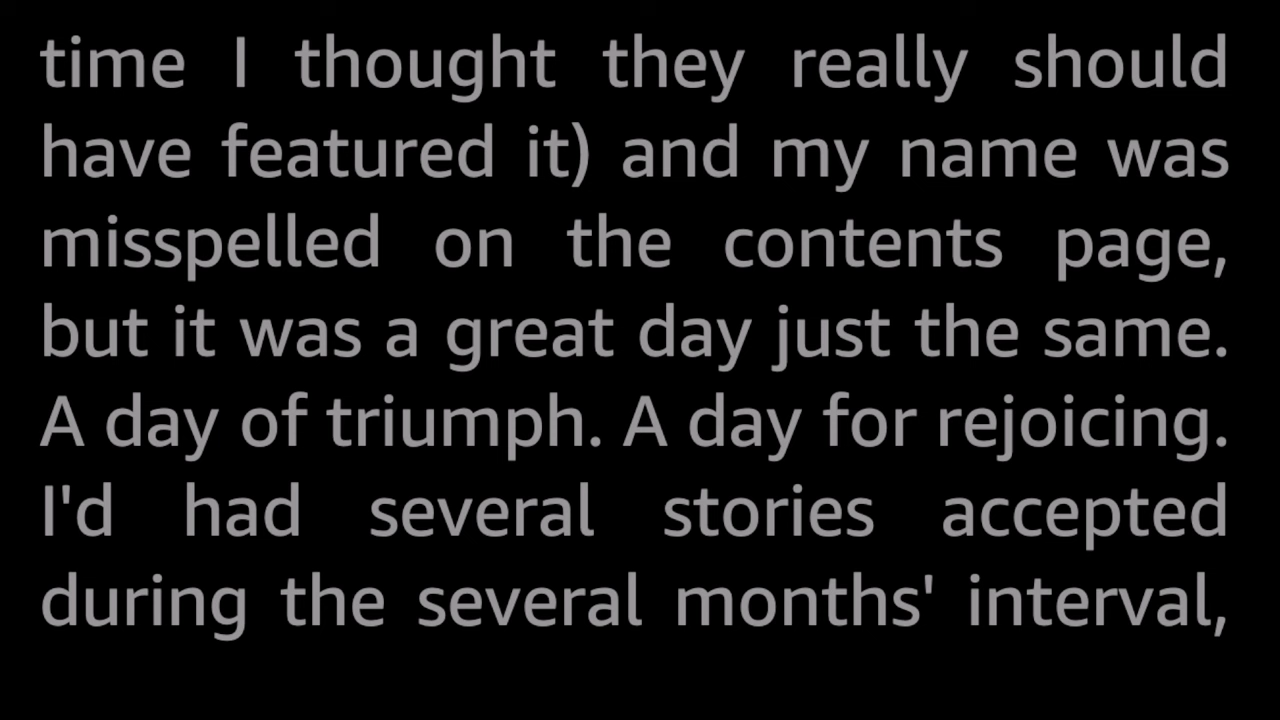 time I thought they really should
have featured it) and my name was
misspelled on the contents page,
but it was a great day just the same.
A day of triumph. A day for rejoicing.
I'd had several stories accepted
during the several months' interval,